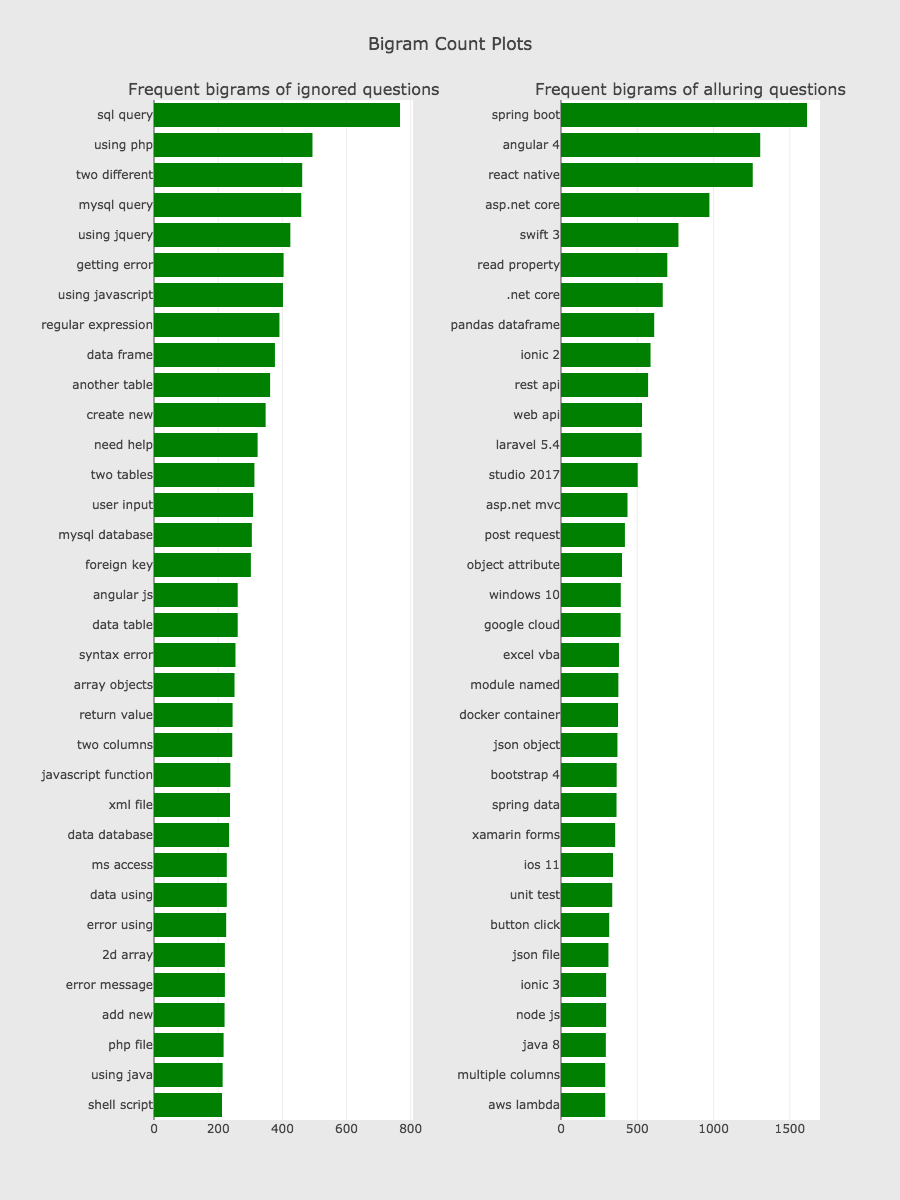 Bigram Count Plots
Frequent bigrams of ignored questions
sql query
using php
two different
mysql query
using jquery
getting error
using javascript
regular expression
data frame
another table
create new
need help
two tables
user input
mysql database
foreign key
angular js
data table
syntax error
array objects
return value
two columns
javascript function
xml file
data database
ms access
data using
error using
2d array
error message
add new
php file
using java
shell script
0 200 400 600 800
Frequent bigrams of alluring questions
spring boot
angular 4
react native
asp.net core
swift 3
read property
.net core
pandas dataframe
ionic 2
rest api
web api
laravel 5.4
studio 2017
asp.net mvc
post request
object attribute
windows 10
google cloud
excel vba
module named
docker container
json object
bootstrap 4
spring data
xamarin forms
ios 11
unit test
button click
json file
ionic 3
node js
java 8
multiple columns
aws lambda
0 500 1000 1500